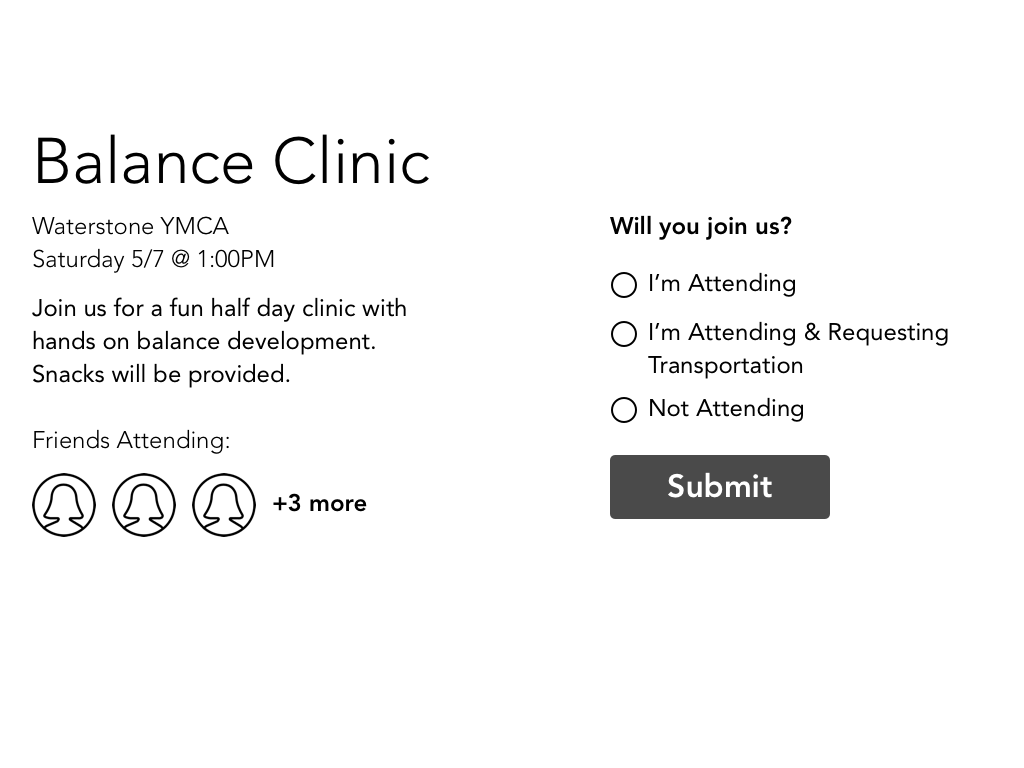 Balance Clinic
Waterstone YMCA
Saturday 5/7 @ 1:00PM
Join us for a fun half day clinic with
hands on balance development.
Snacks will be provided.
Friends Attending:
+3 more
Will you join us?
I’m Attending
I’m Attending & Requesting
Transportation
Not Attending
Submit